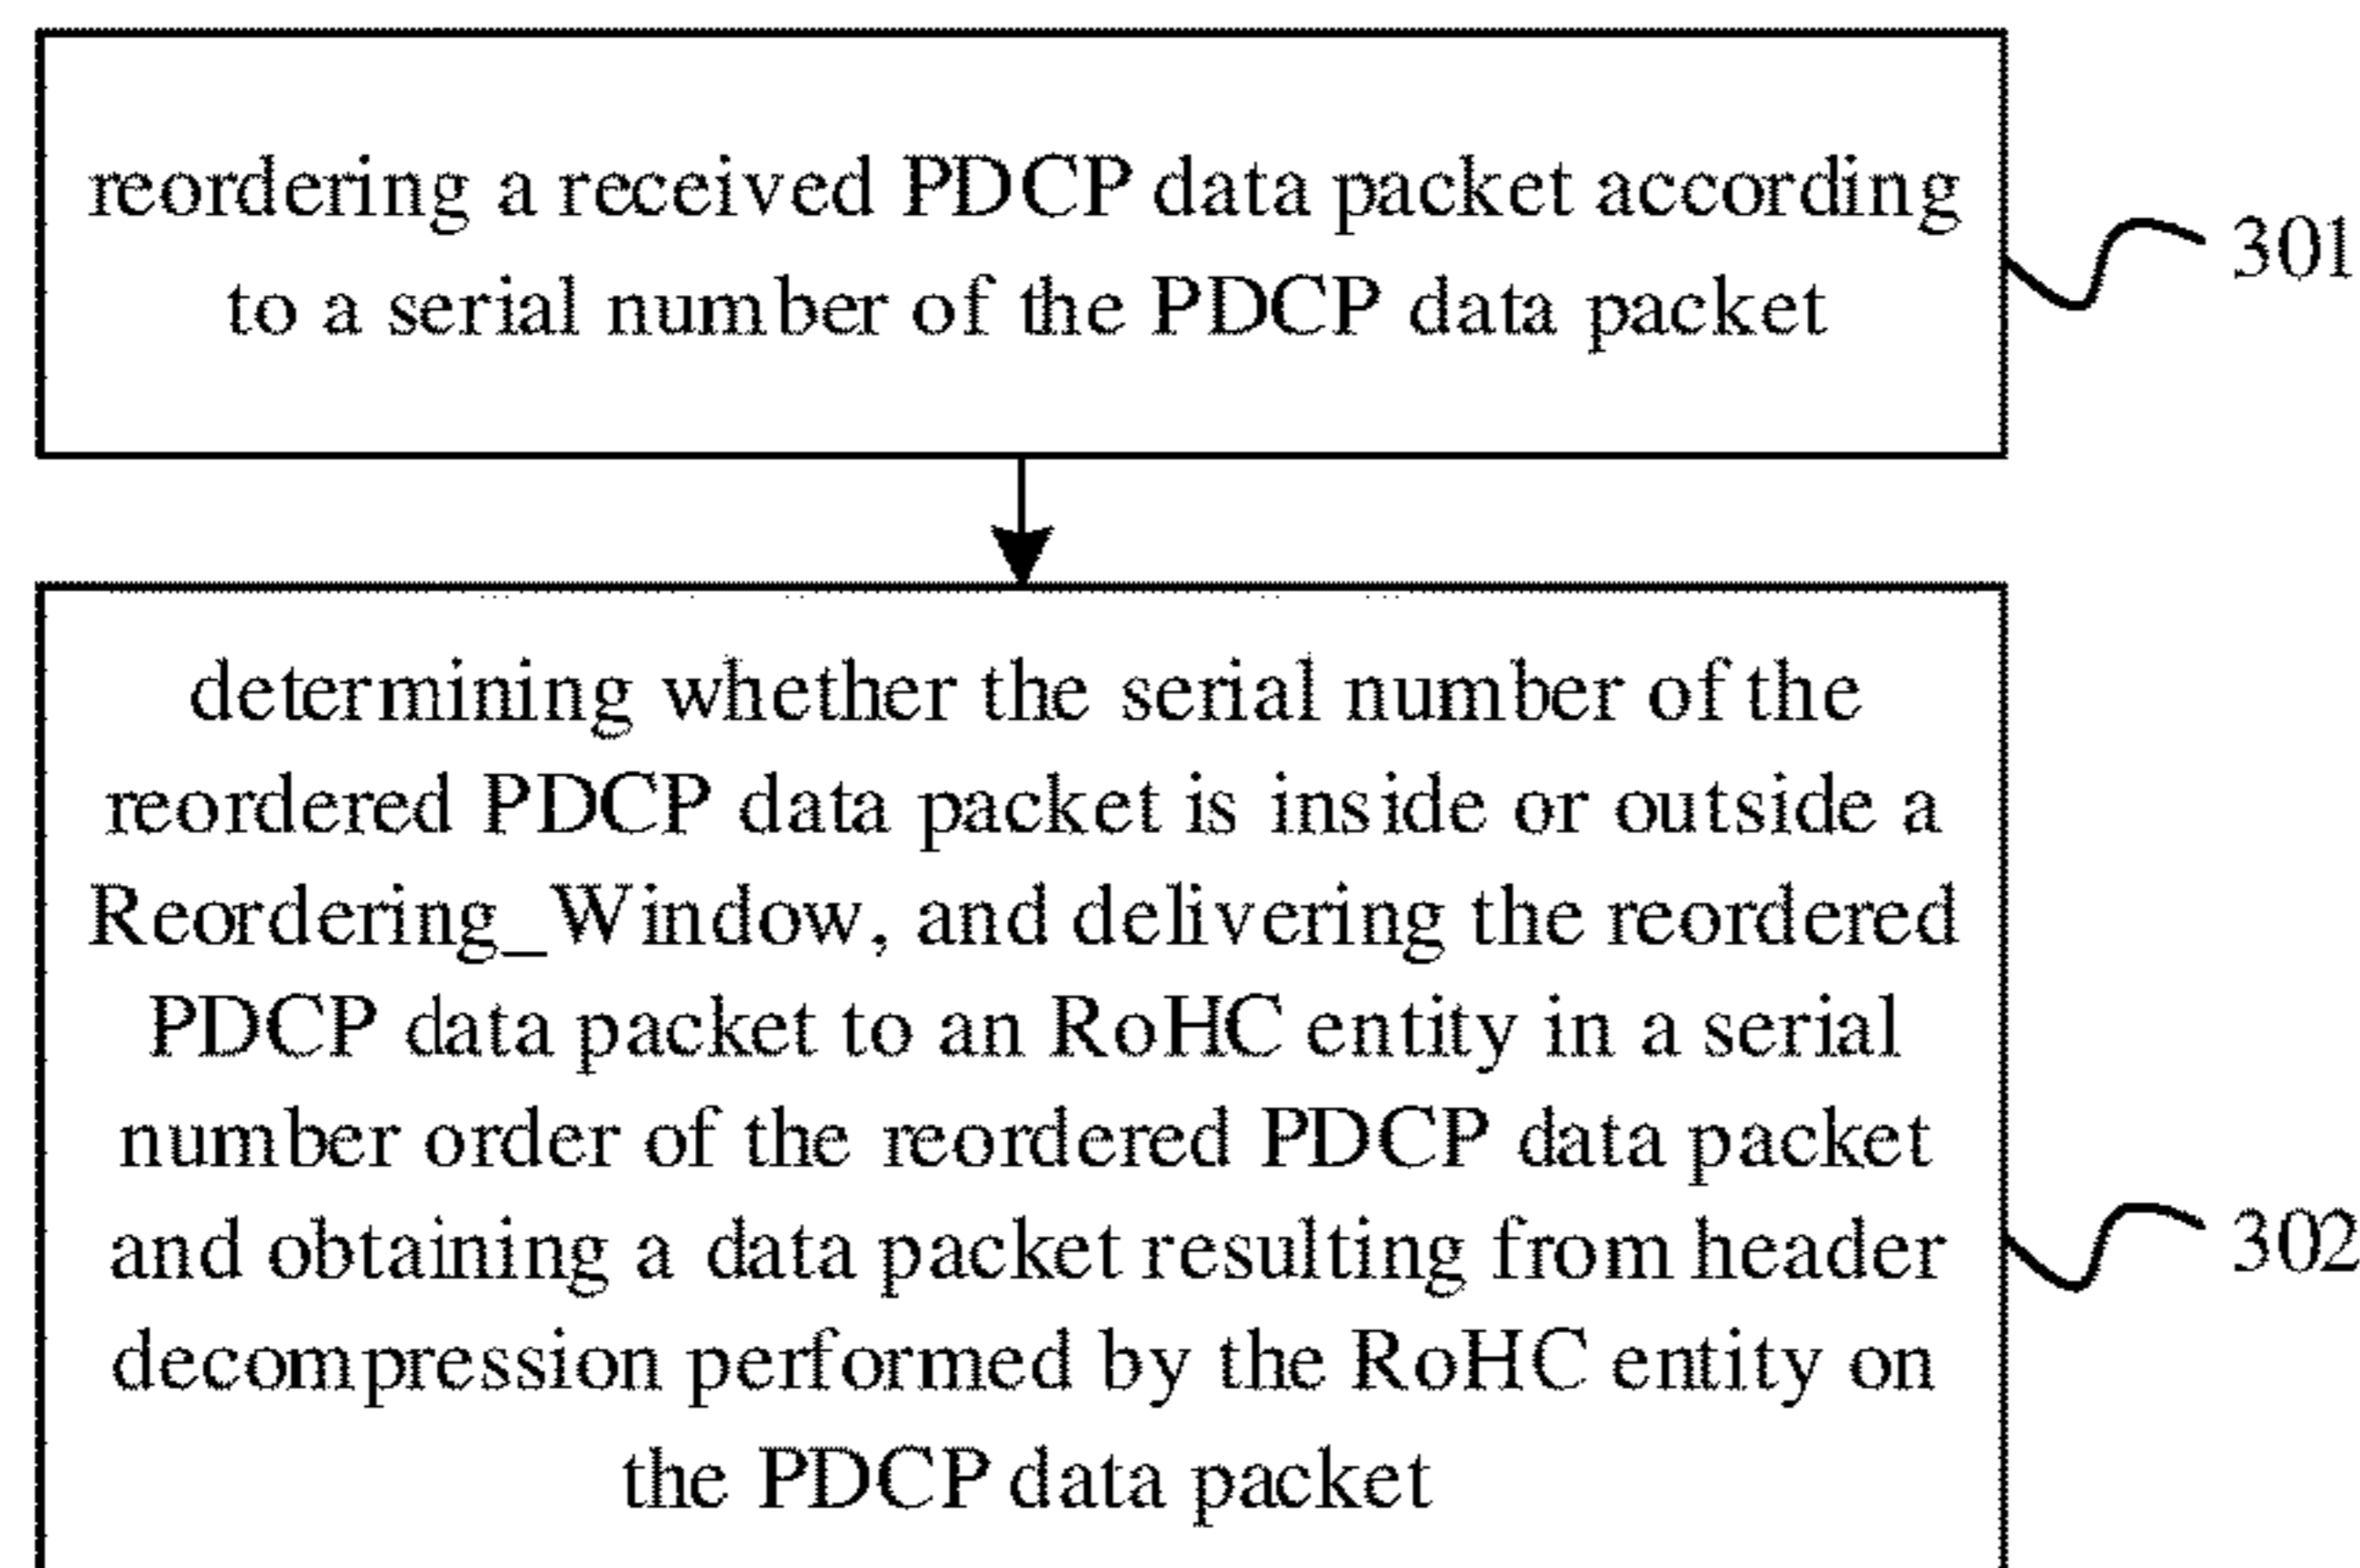 reordering a received PDCP data packet according
to a serial number of the PDCP data packet
301
determining whether the serial number of the
reordered PDCP data packet is inside or outside a
Reordering_Window, and delivering the reordered
PDCP data packet to an RoHC entity in a serial
number order of the reordered PDCP data packet
and obtaining a data packet resulting from header
decompression performed by the RoHC entity on
the PDCP data packet
302